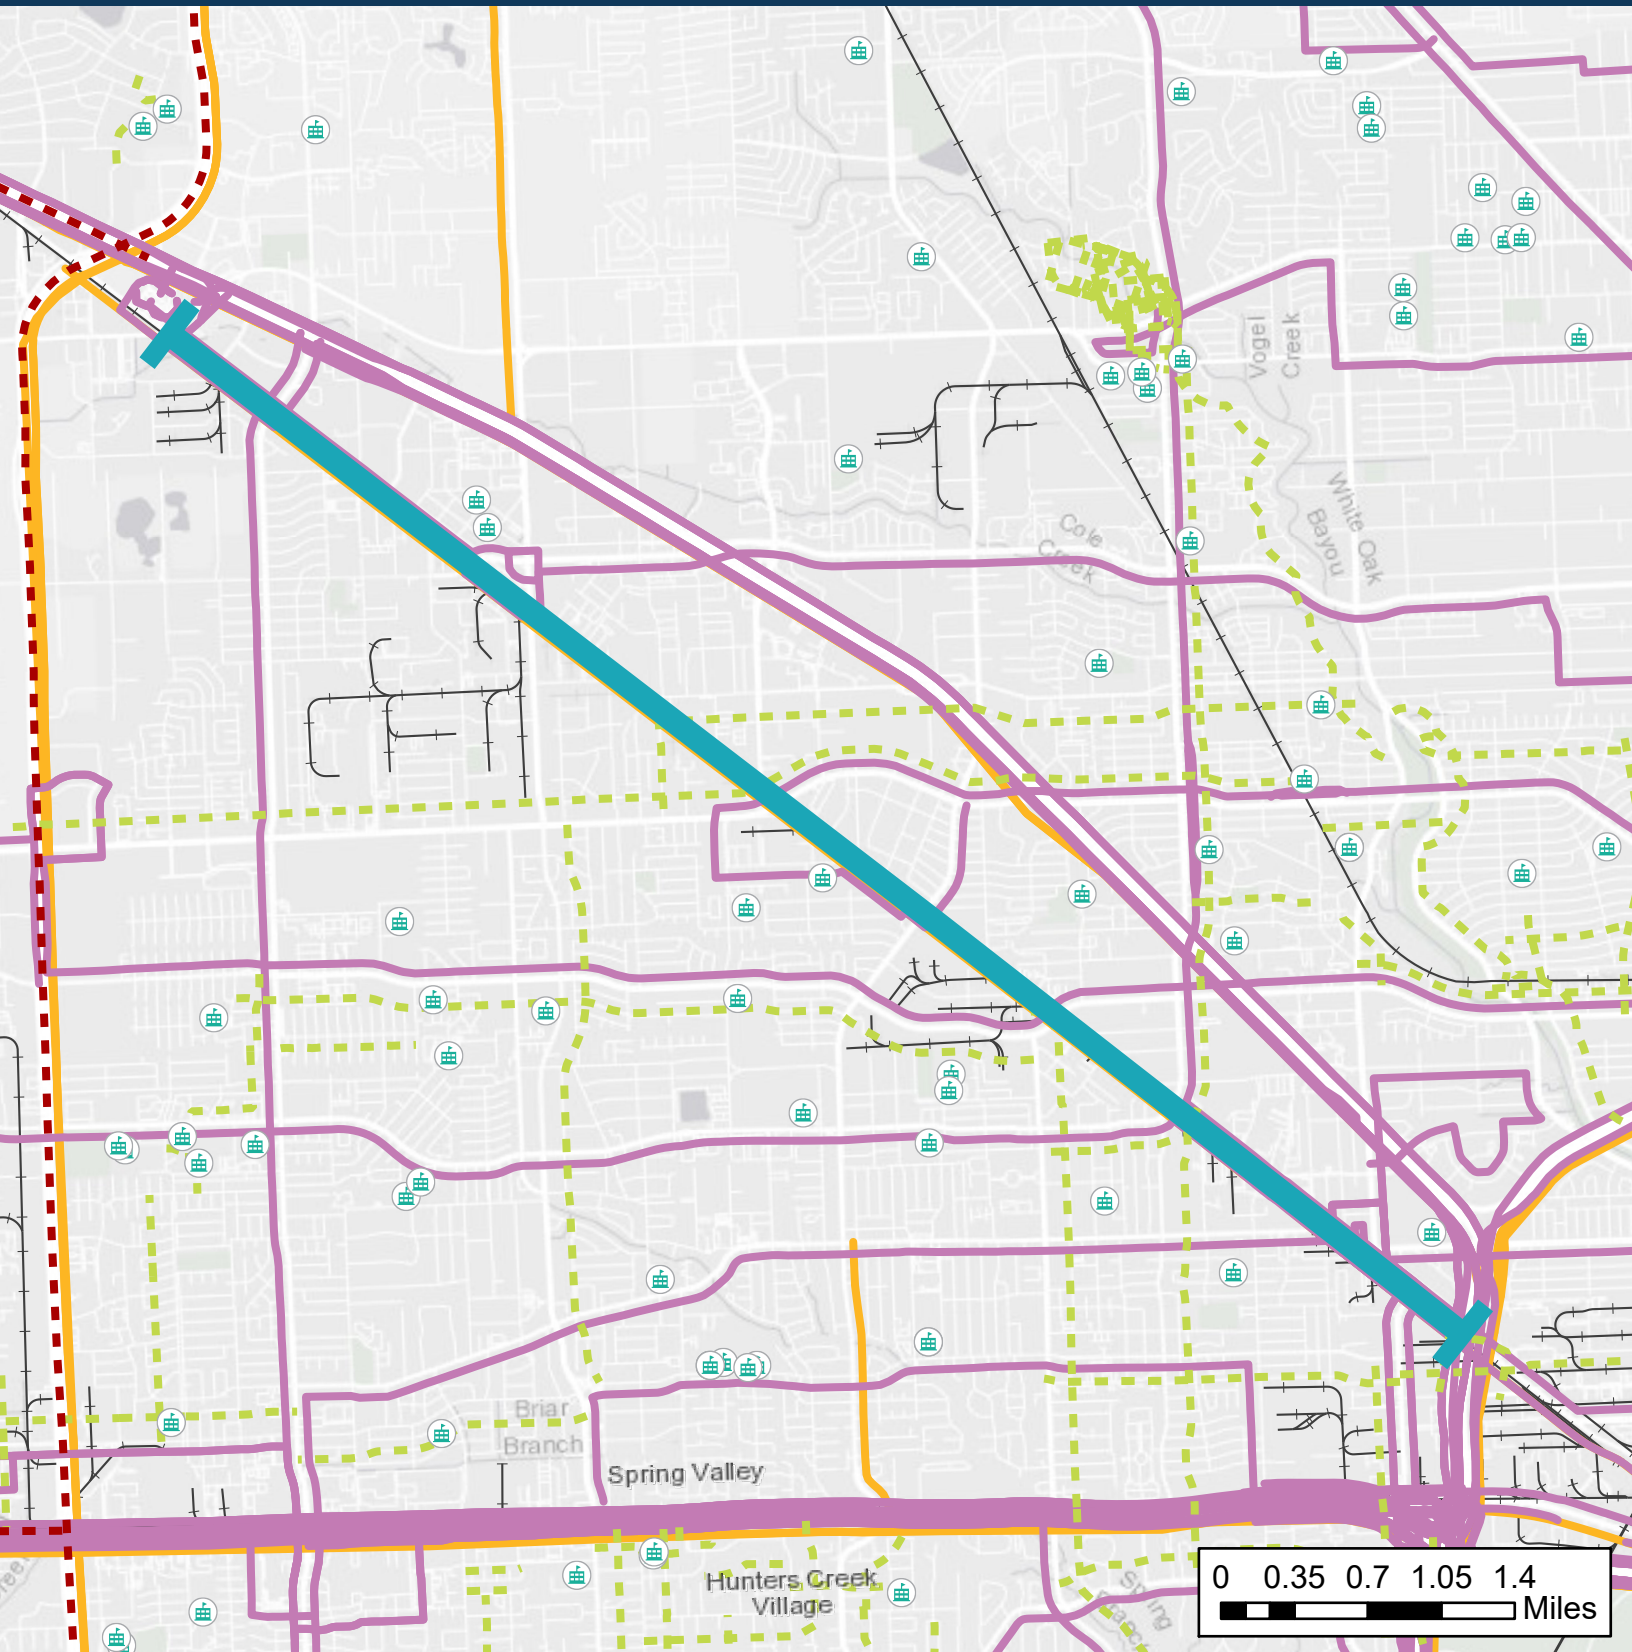 Vogel
Creek
White Oak
Bayou
Cole
Creek
Briar
Branch
Spring Valley
Hunters Creek
Village
Spring
0 0.35 0.7 1.05 1.4
Miles